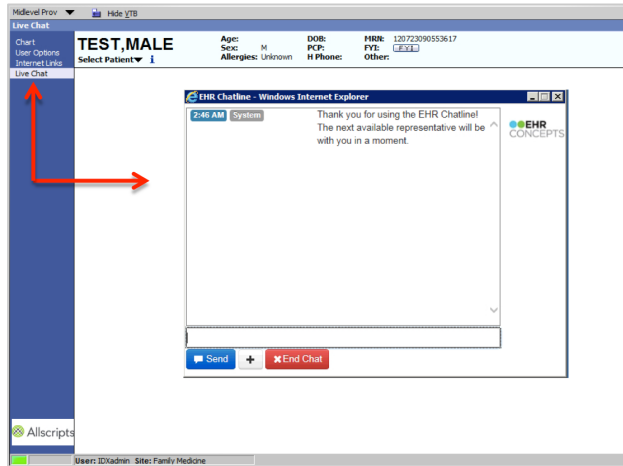 Midlevel Prov Hide VTB
Live Chat
Chart
User Options
Internet Links
Live Chat
TEST,MALE
Select Patient i
Age: DOB: MRN: 120723090553617
Sex: M PCP: FYI: FYI
Allergies: Unknown H Phone: Other:
EHR Chatline - Windows Internet Explorer
2:46 AM System Thank you for using the EHR Chatline!
The next available representative will be
with you in a moment.
EHR
CONCEPTS
Send + End Chat
Allscripts
User: IDXadmin Site: Family Medicine